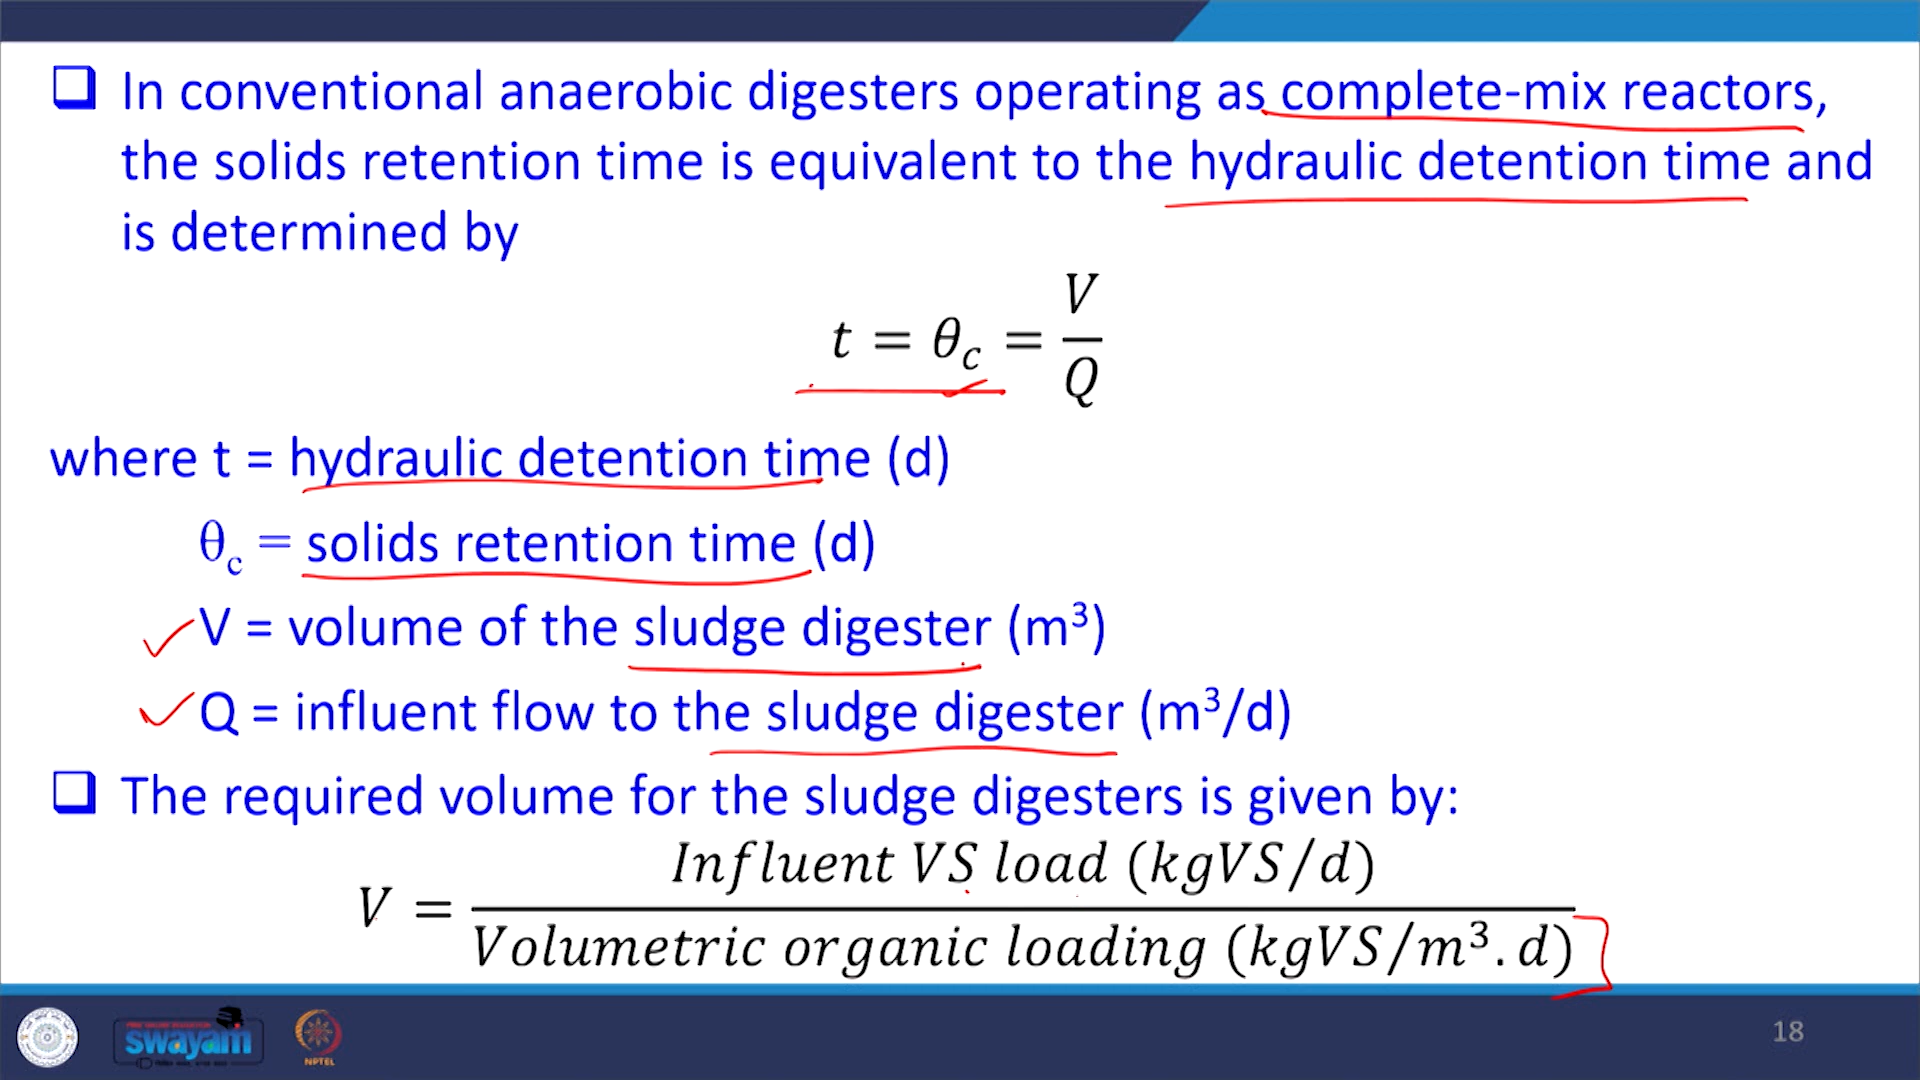 In conventional anaerobic digesters operating as complete-mix reactors,
the solids retention time is equivalent to the hydraulic detention time and
is determined by
t = θc = V/Q
where t = hydraulic detention time (d)
θc = solids retention time (d)
V = volume of the sludge digester (m³)
Q = influent flow to the sludge digester (m³/d)
The required volume for the sludge digesters is given by:
V = Influent VS load (kgVS/d) / Volumetric organic loading (kgVS/m³.d)
swayam
NPTEL
18